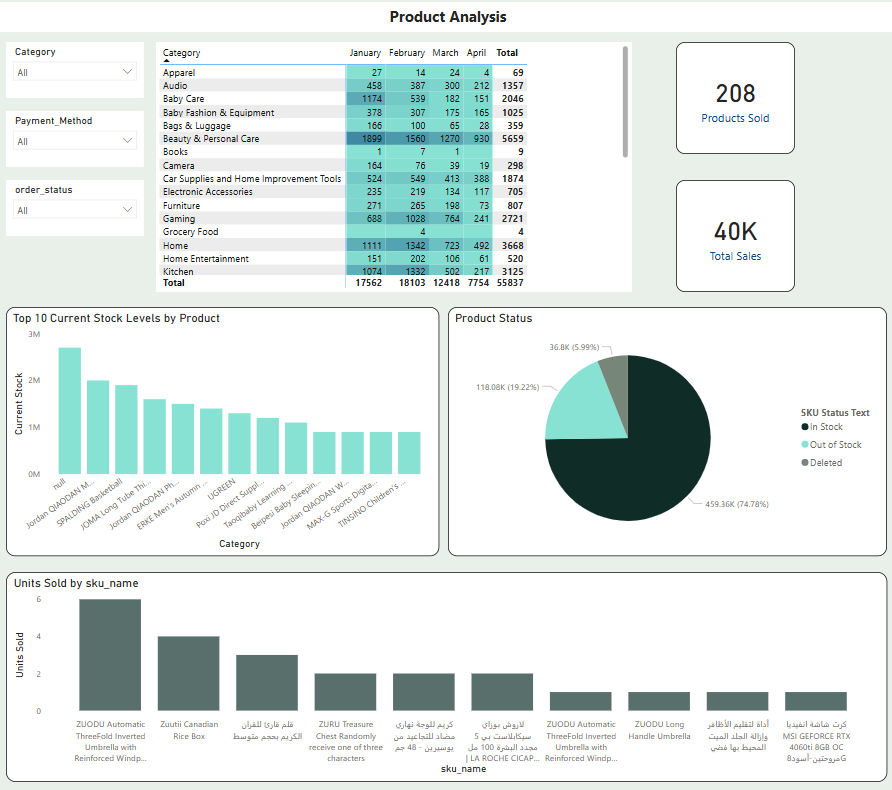 Product Analysis
Category
All
Payment_Method
All
order_status
All
Category January February March April Total
Apparel 27 14 24 4 69
Audio 458 387 300 212 1357
Baby Care 1174 539 182 151 2046
Baby Fashion & Equipment 378 307 175 165 1025
Bags & Luggage 166 100 65 28 359
Beauty & Personal Care 1899 1560 1270 930 5659
Books 1 7 1 9
Camera 164 76 39 19 298
Car Supplies and Home Improvement Tools 524 549 413 388 1874
Electronic Accessories 235 219 134 117 705
Furniture 271 265 198 73 807
Gaming 688 1028 764 241 2721
Grocery Food 4 4
Home 1111 1342 723 492 3668
Home Entertainment 151 202 106 61 520
Kitchen 1074 1332 502 217 3125
Total 17562 18103 12418 7754 55837
208
Products Sold
40K
Total Sales
Top 10 Current Stock Levels by Product
Current Stock
3M
2M
1M
0M
null
Jordan QIAODAN M...
SPALDING Basketball
JOMA Long Tube Thi...
Jordan QIAODAN Ph...
ERKE Men's Autumn ...
UGREEN
Poxi JD Direct Suppl...
Taoqibaby Learning ...
Beipesi Baby Sleepin...
Jordan QIAODAN W...
MAX-G Sports Digita...
TINSINO Children's ...
Category
Product Status
36.8K (5.99%)
118.08K (19.22%)
459.36K (74.78%)
SKU Status Text
In Stock
Out of Stock
Deleted
Units Sold by sku_name
Units Sold
6
4
2
0
ZUODU Automatic
ThreeFold Inverted
Umbrella with
Reinforced Windp...
Zuutii Canadian
Rice Box
قلم قارئ للقران
الكريم بحجم متوسط
ZURU Treasure
Chest Randomly
receive one of three
characters
كريم للوجة نهاري
مضاد للتجاعيد من
يوسيرين - 48 جم
لاروش بوزاي
سيكابلاست بي 5
مجدد البشرة 100 مل
| LA ROCHE CICAP...
ZUODU Automatic
ThreeFold Inverted
Umbrella with
Reinforced Windp...
ZUODU Long
Handle Umbrella
أداة لتقليم الأظافر
وإزالة الجلد الميت
المحيط بها فضي
كرت شاشة انفيديا
MSI GEFORCE RTX
4060ti 8GB OC
مروحتين-أسود8G
sku_name